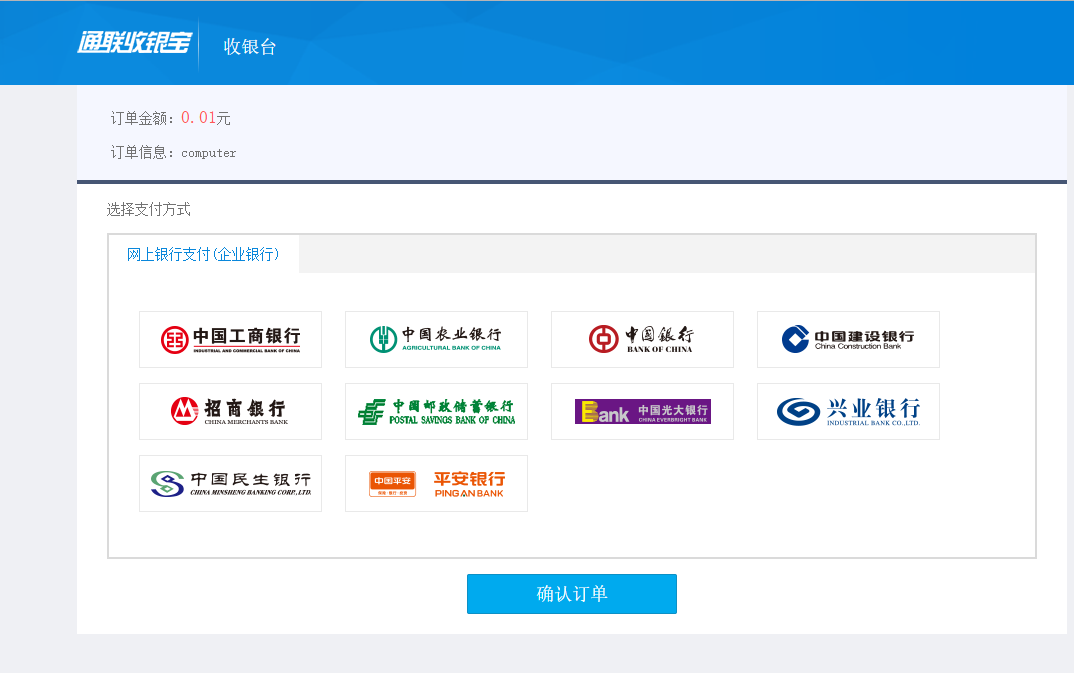 通联收银宝 收银台
订单金额：0.01元
订单信息：computer
选择支付方式
网上银行支付(企业银行)
中国工商银行
INDUSTRIAL AND COMMERCIAL BANK OF CHINA
中国农业银行
AGRICULTURAL BANK OF CHINA
中国银行
BANK OF CHINA
中国建设银行
China Construction Bank
招商银行
CHINA MERCHANTS BANK
中国邮政储蓄银行
POSTAL SAVINGS BANK OF CHINA
Bank 中国光大银行
CHINA EVERBRIGHT BANK
兴业银行
INDUSTRIAL BANK CO.,LTD.
中国民生银行
CHINA MINSHENG BANKING CORP., LTD.
中国平安
平安银行
PING AN BANK
确认订单